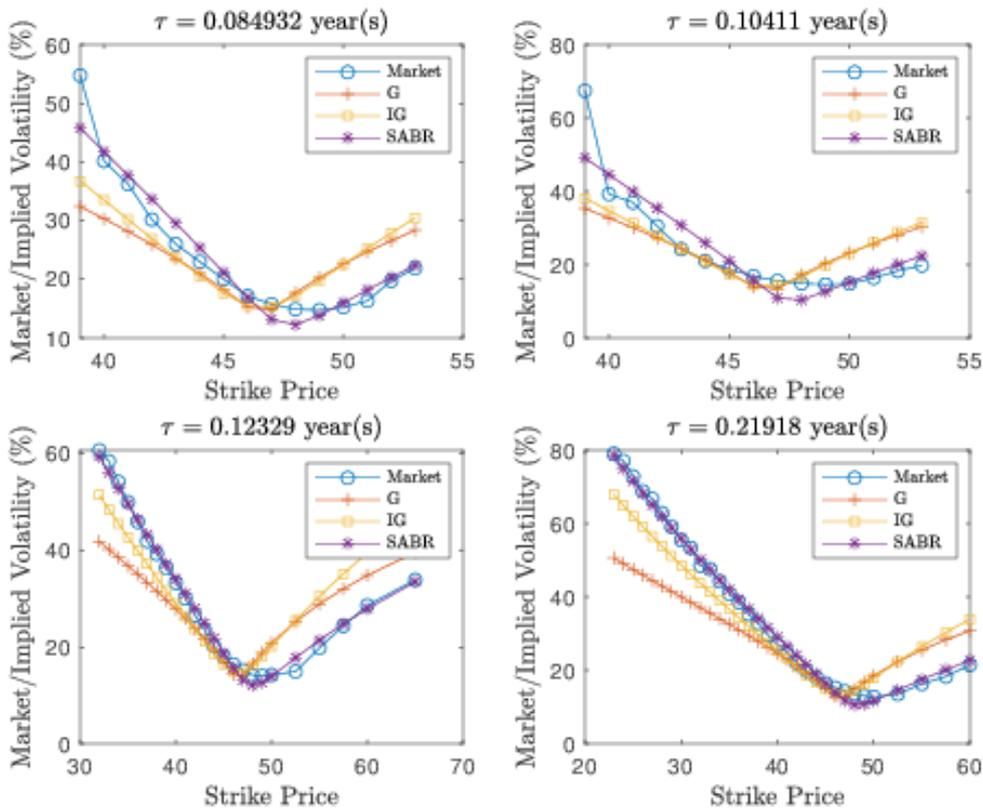 τ = 0.084932 year(s)
Market/Implied Volatility (%)
60
50
40
30
20
10
Market
G
IG
SABR
40 45 50 55
Strike Price
τ = 0.10411 year(s)
Market/Implied Volatility (%)
80
60
40
20
0
Market
G
IG
SABR
40 45 50 55
Strike Price
τ = 0.12329 year(s)
Market/Implied Volatility (%)
60
40
20
0
Market
G
IG
SABR
30 40 50 60 70
Strike Price
τ = 0.21918 year(s)
Market/Implied Volatility (%)
80
60
40
20
0
Market
G
IG
SABR
20 30 40 50 60
Strike Price